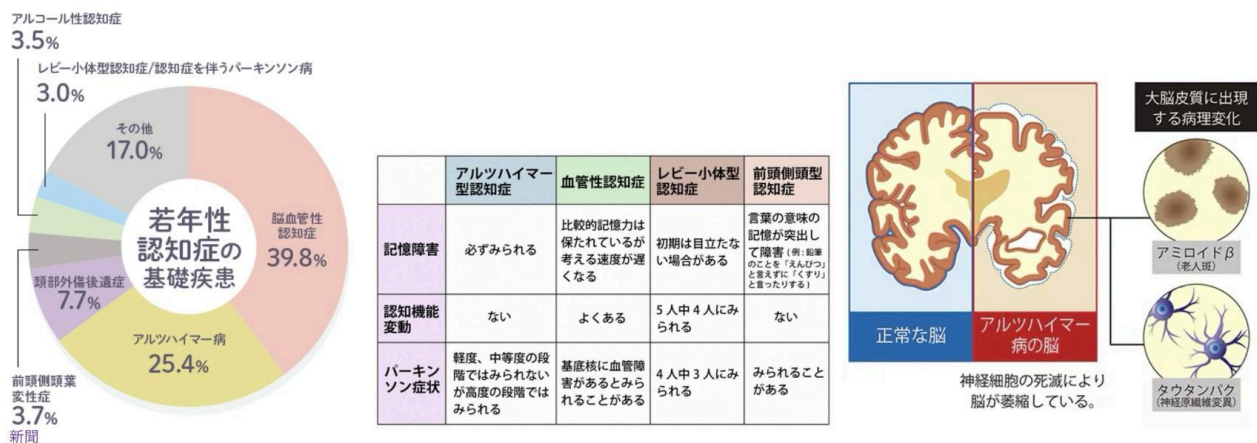 アルコール性認知症
3.5%
レビー小体型認知症/認知症を伴うパーキンソン病
3.0%
その他
17.0%
若年性
認知症の
基礎疾患
脳血管性
認知症
39.8%
頭部外傷後遺症
7.7%
アルツハイマー病
25.4%
前頭側頭葉
変性症
3.7%
新聞
アルツハイマー
型認知症
血管性認知症
レビー小体型
認知症
前頭側頭型
認知症
記憶障害
必ずみられる
比較的記憶力は
保たれているが
考える速度が遅
くなる
初期は目立たな
い場合がある
言葉の意味の
記憶が突出し
て障害(例:鉛筆
のことを「えんぴつ」
と言えずに「くすり」
と言ったりする)
認知機能
変動
ない
よくある
5人中4人にみ
られる
ない
パーキン
ソン症状
軽度、中等度の段
階ではみられない
が高度の段階では
みられる
基底核に血管障
害があるとみら
れることがある
4人中3人にみ
られる
みられること
がある
正常な脳
アルツハイマー
病の脳
神経細胞の死滅により
脳が萎縮している。
大脳皮質に出現
する病理変化
アミロイドβ
(老人斑)
タウタンパク
(神経原線維変異)